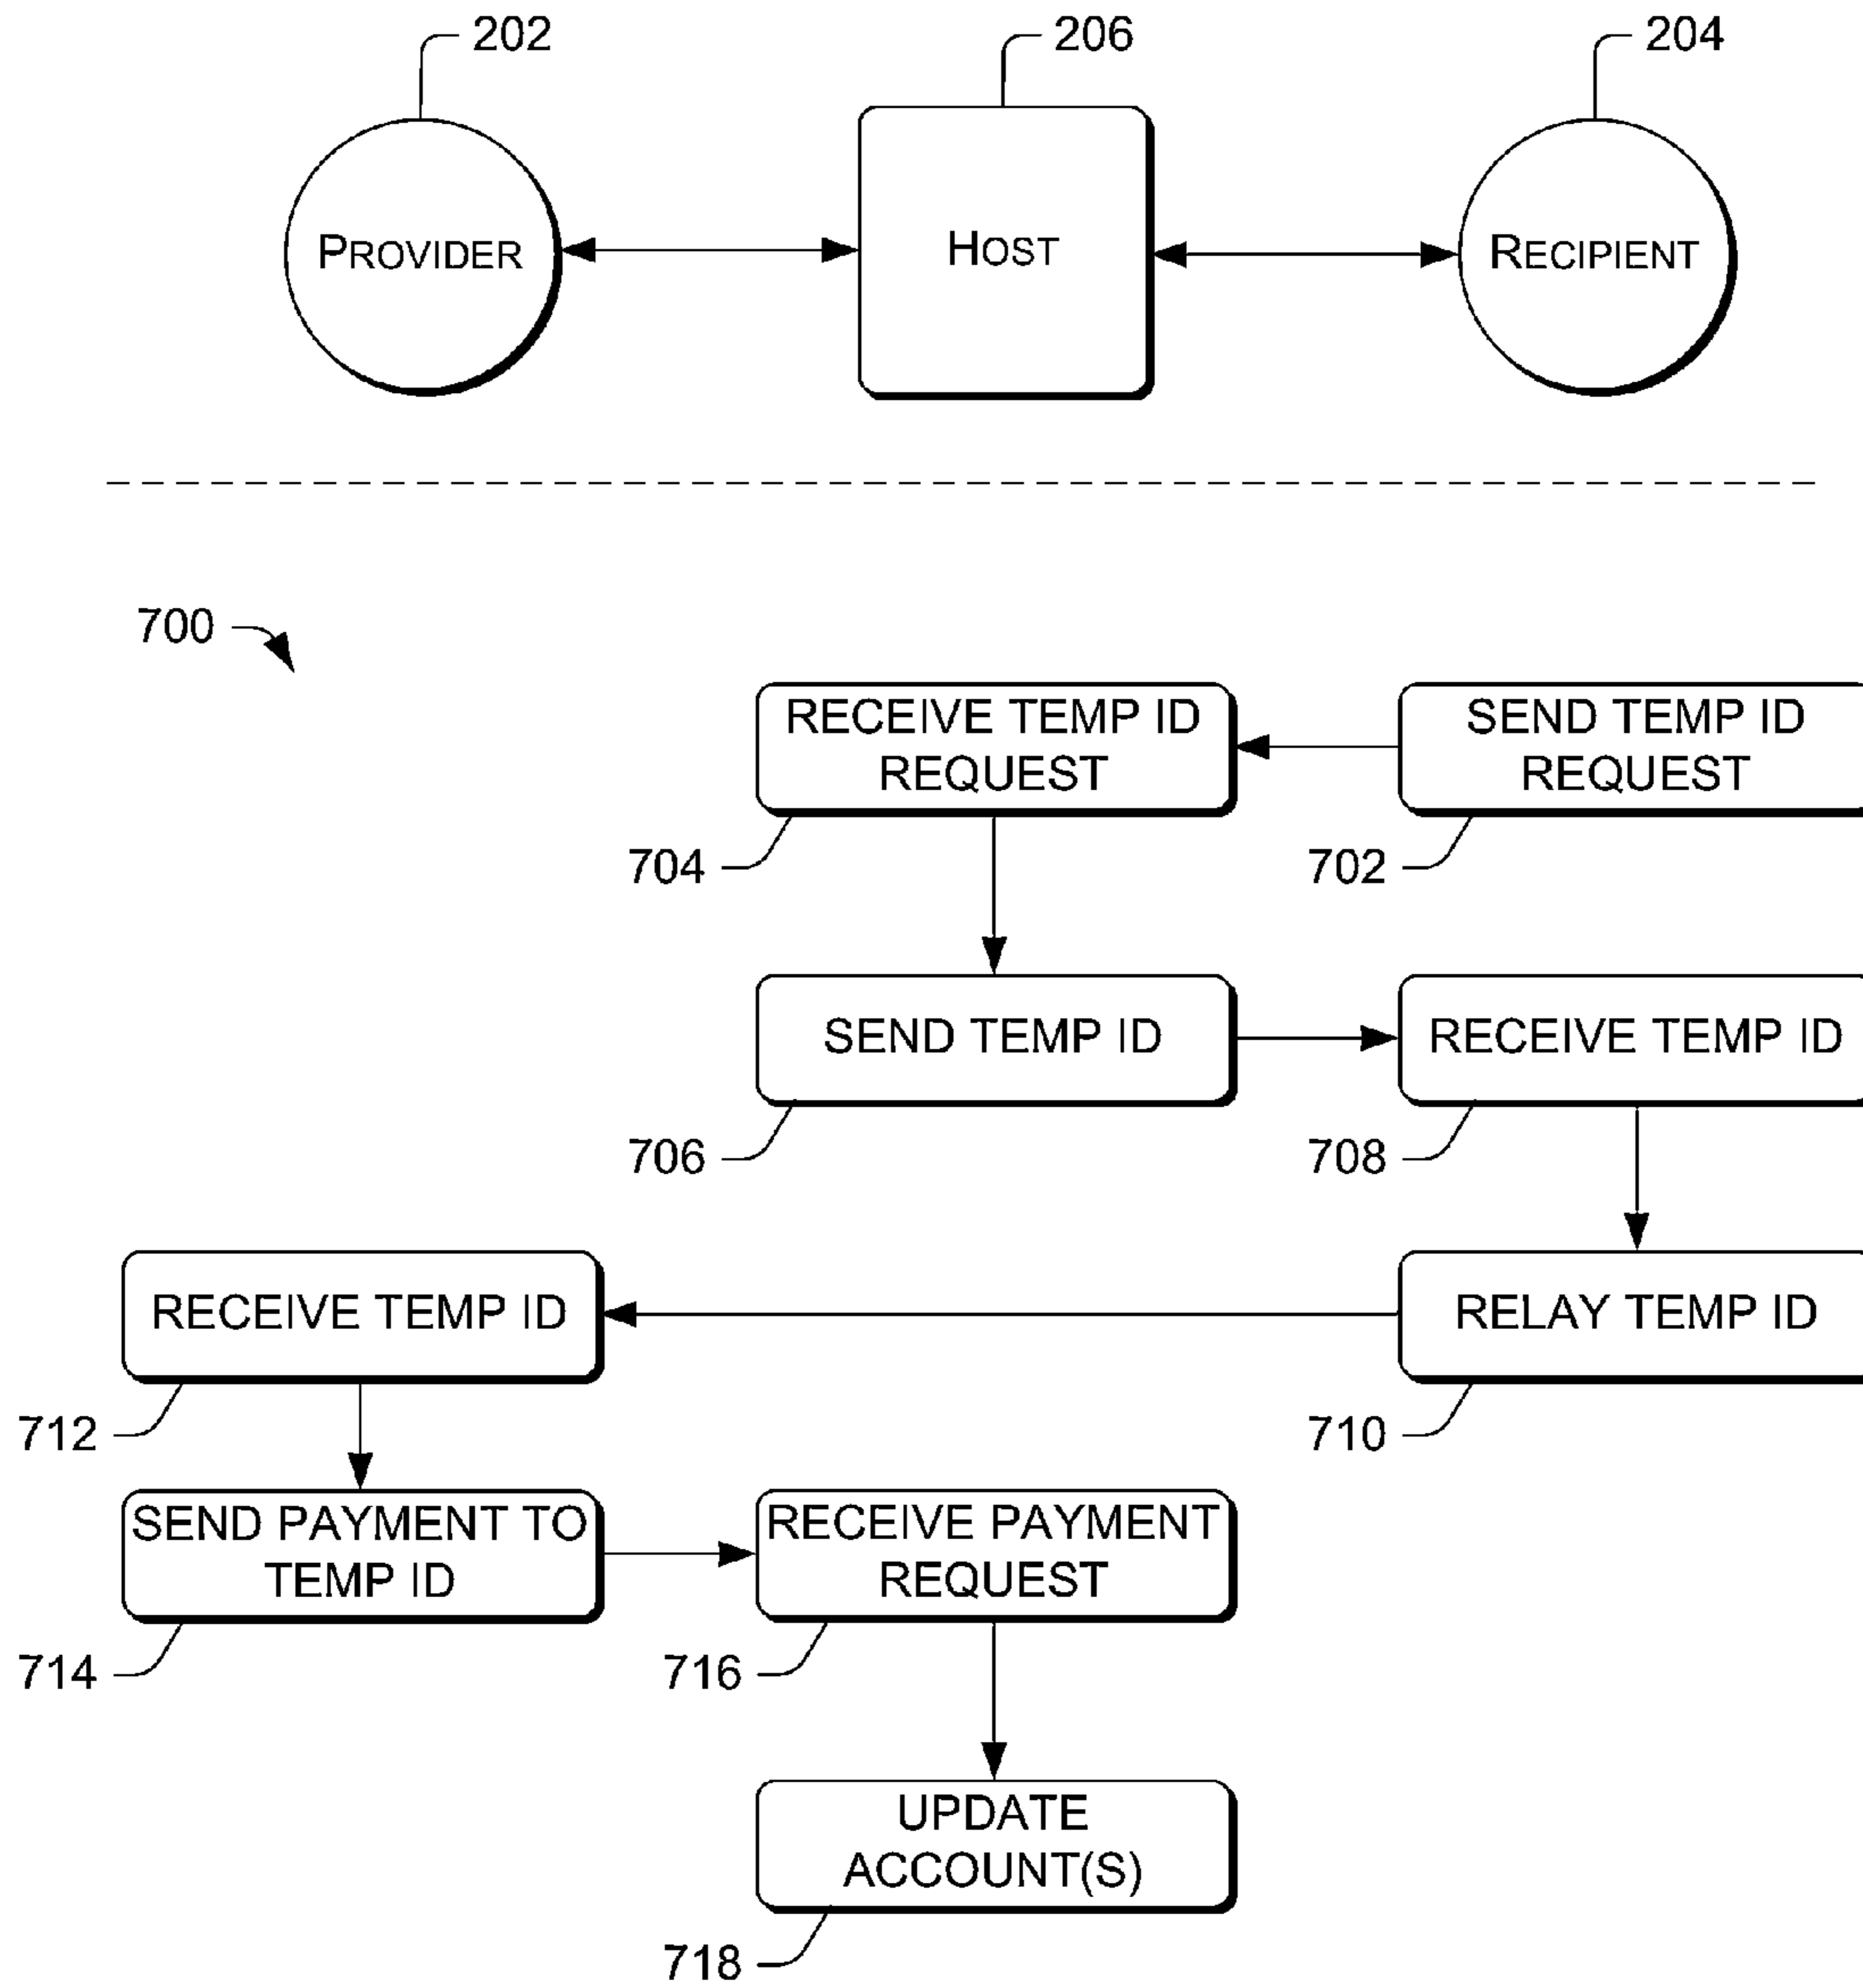 202
206
204
PROVIDER
HOST
RECIPIENT
700
RECEIVE TEMP ID
REQUEST
SEND TEMP ID
REQUEST
704
702
SEND TEMP ID
RECEIVE TEMP ID
706
708
RECEIVE TEMP ID
RELAY TEMP ID
712
710
SEND PAYMENT TO
TEMP ID
RECEIVE PAYMENT
REQUEST
714
716
UPDATE
ACCOUNT(S)
718